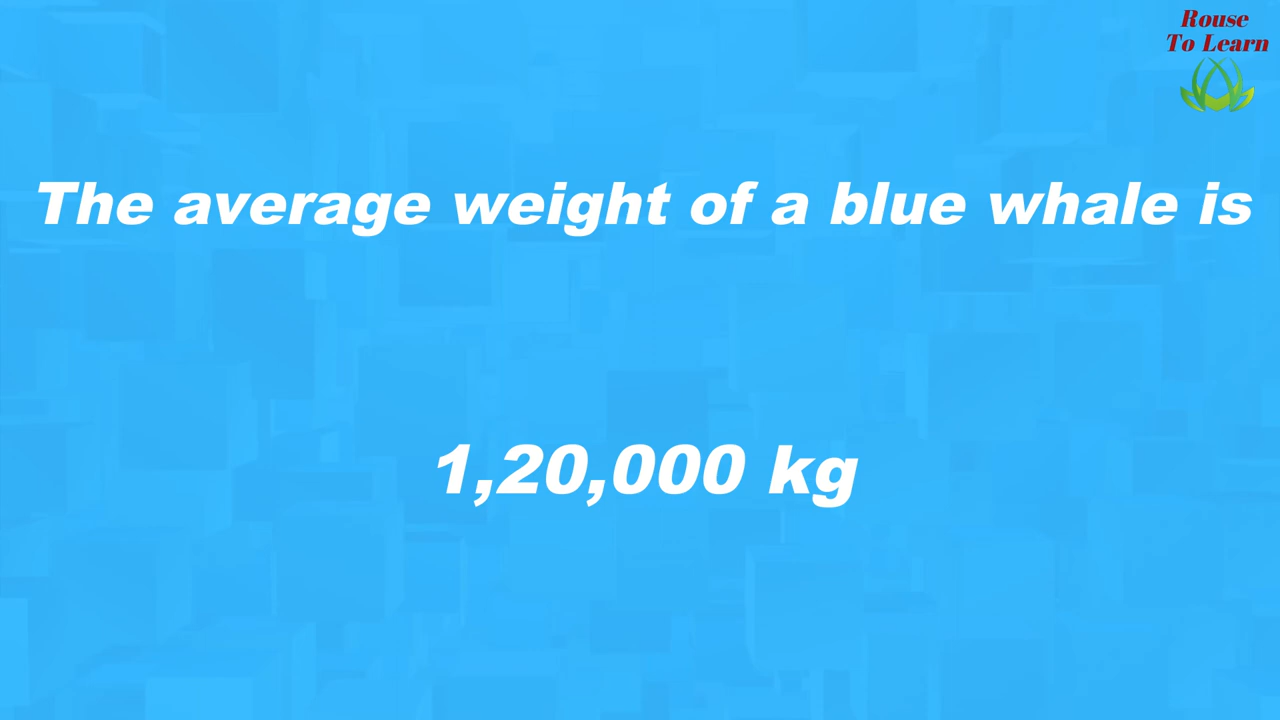 Rouse
To Learn
The average weight of a blue whale is
1,20,000 kg